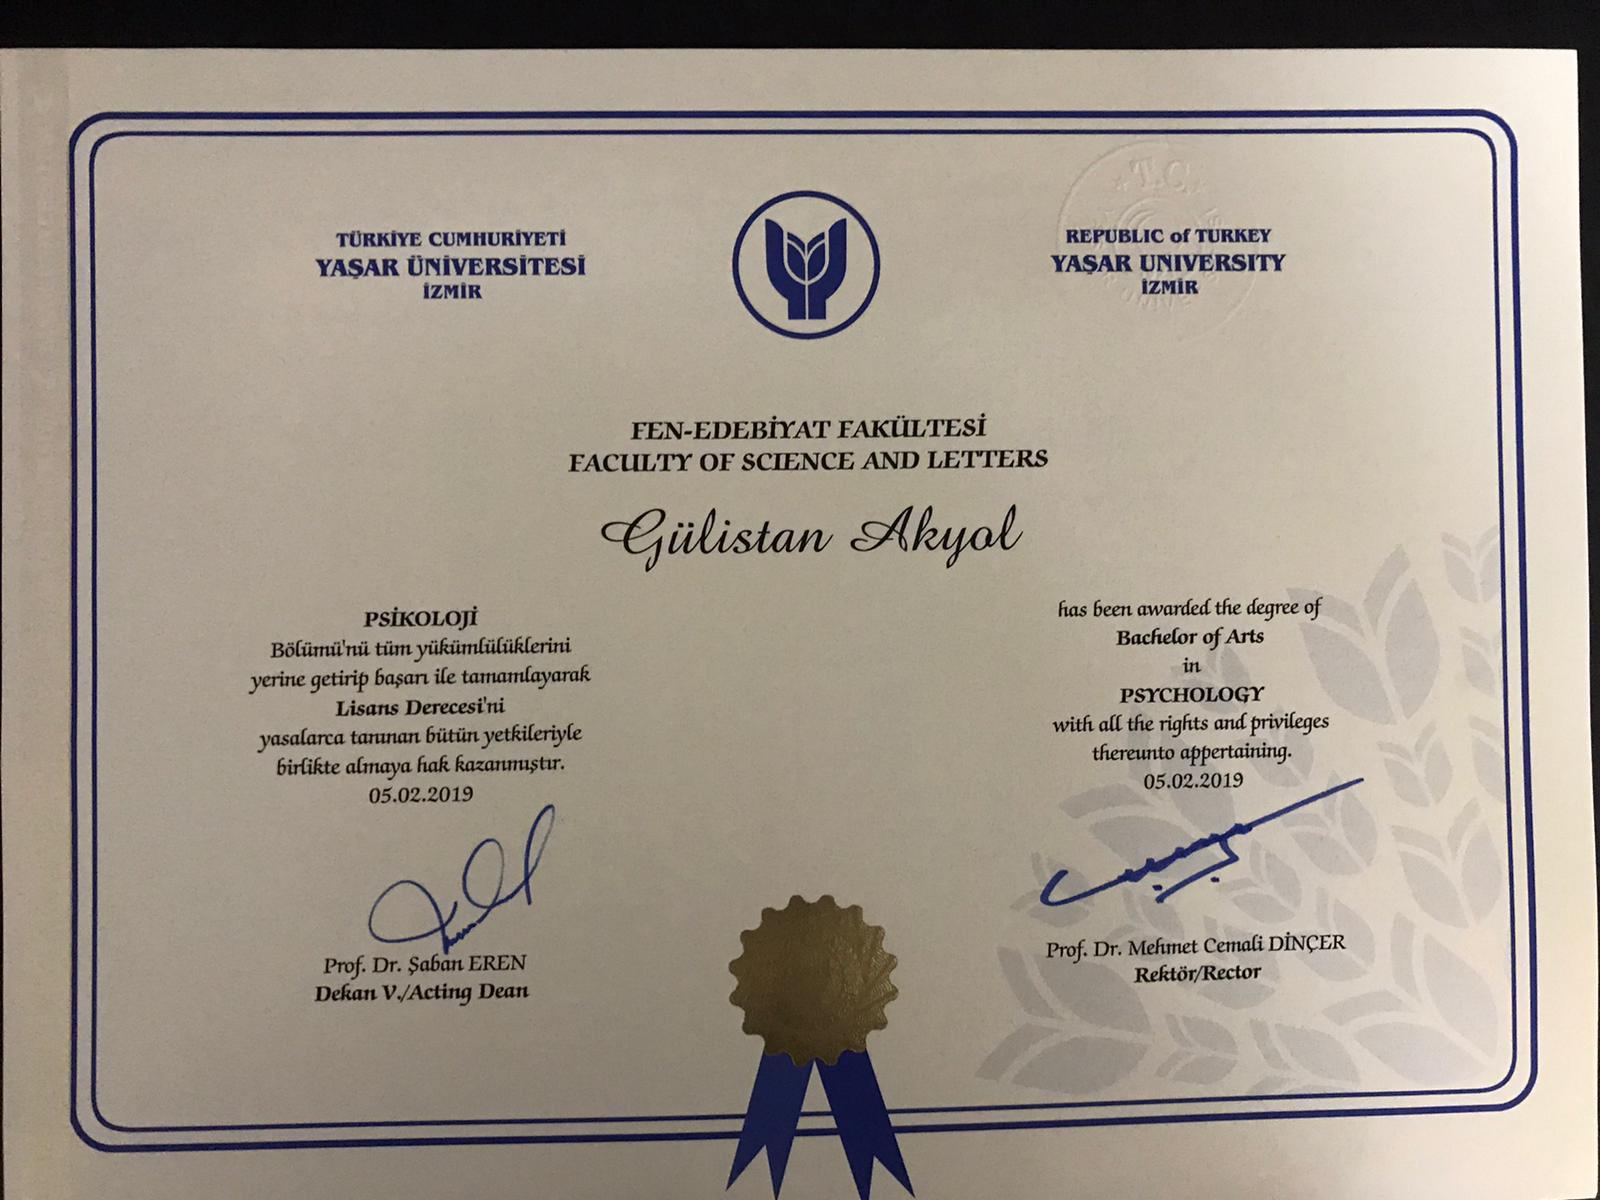 TÜRKİYE CUMHURİYETİ
YAŞAR ÜNİVERSİTESİ
İZMİR
T.C.
REPUBLIC of TURKEY
YAŞAR UNIVERSITY
İZMİR
FEN-EDEBİYAT FAKÜLTESİ
FACULTY OF SCIENCE AND LETTERS
Gülistan Akyol
PSİKOLOJİ
Bölümü'nü tüm yükümlülüklerini
yerine getirip başarı ile tamamlayarak
Lisans Derecesi'ni
yasalarca tanınan bütün yetkileriyle
birlikte almaya hak kazanmıştır.
05.02.2019
Prof. Dr. Şaban EREN
Dekan V./Acting Dean
has been awarded the degree of
Bachelor of Arts
in
PSYCHOLOGY
with all the rights and privileges
thereunto appertaining.
05.02.2019
Prof. Dr. Mehmet Cemali DİNÇER
Rektör/Rector